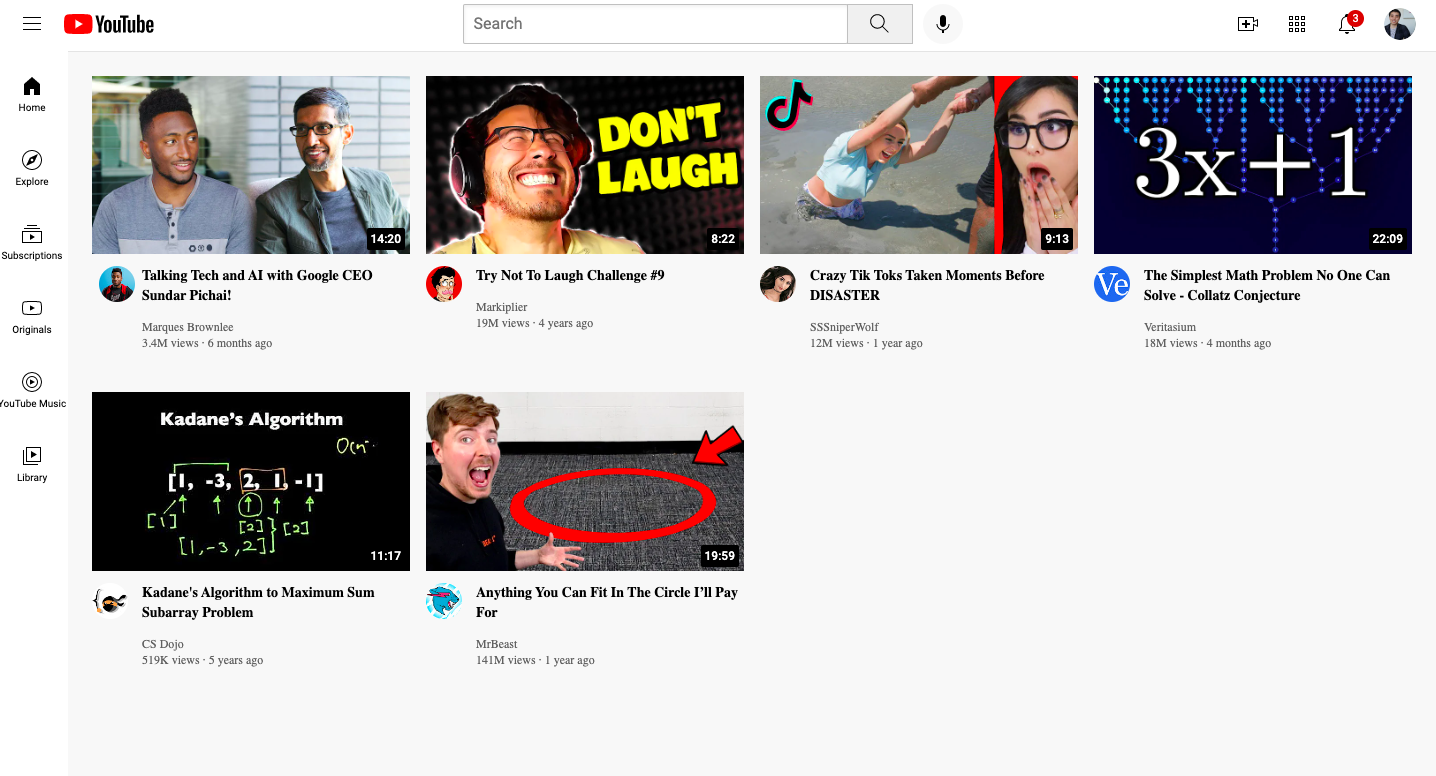 YouTube
Search
3
Home
Explore
Subscriptions
Originals
YouTube Music
Library
14:20
DON'T
LAUGH
8:22
9:13
3x+1
22:09
Talking Tech and AI with Google CEO
Sundar Pichai!
Marques Brownlee
3.4M views · 6 months ago
Try Not To Laugh Challenge #9
Markiplier
19M views · 4 years ago
Crazy Tik Toks Taken Moments Before
DISASTER
SSSniperWolf
12M views · 1 year ago
Ve
The Simplest Math Problem No One Can
Solve - Collatz Conjecture
Veritasium
18M views · 4 months ago
Kadane's Algorithm
[1, -3, 2, 1, -1]
[1]
[2]
[2]
[1, -3, 2]
11:17
19:59
Kadane's Algorithm to Maximum Sum
Subarray Problem
CS Dojo
519K views · 5 years ago
Anything You Can Fit In The Circle I’ll Pay
For
MrBeast
141M views · 1 year ago